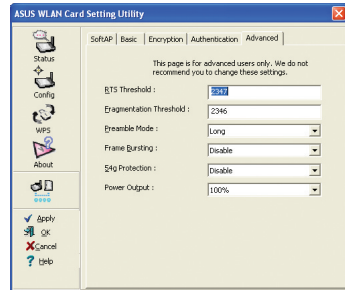 ASUS WLAN Card Setting Utility
Status
Config
WPS
About
Apply
OK
Cancel
Help
SoftAP Basic Encryption Authentication Advanced
This page is for advanced users only. We do not
recommend you to change these settings.
RTS Threshold : 2347
Fragmentation Threshold : 2346
Preamble Mode : Long
Frame Bursting : Disable
54g Protection : Disable
Power Output : 100%